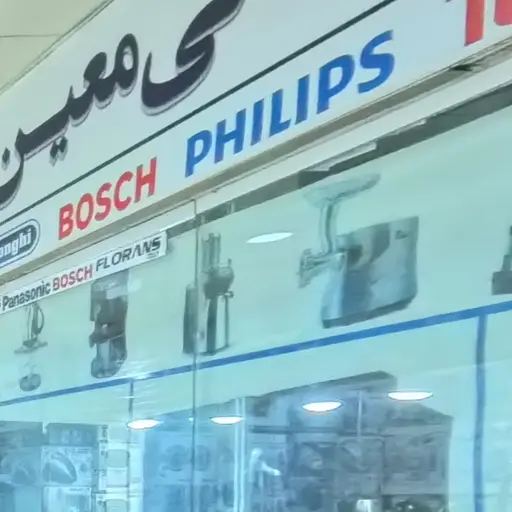 ی معین
BOSCH PHILIPS
Panasonic BOSCH FLORANS